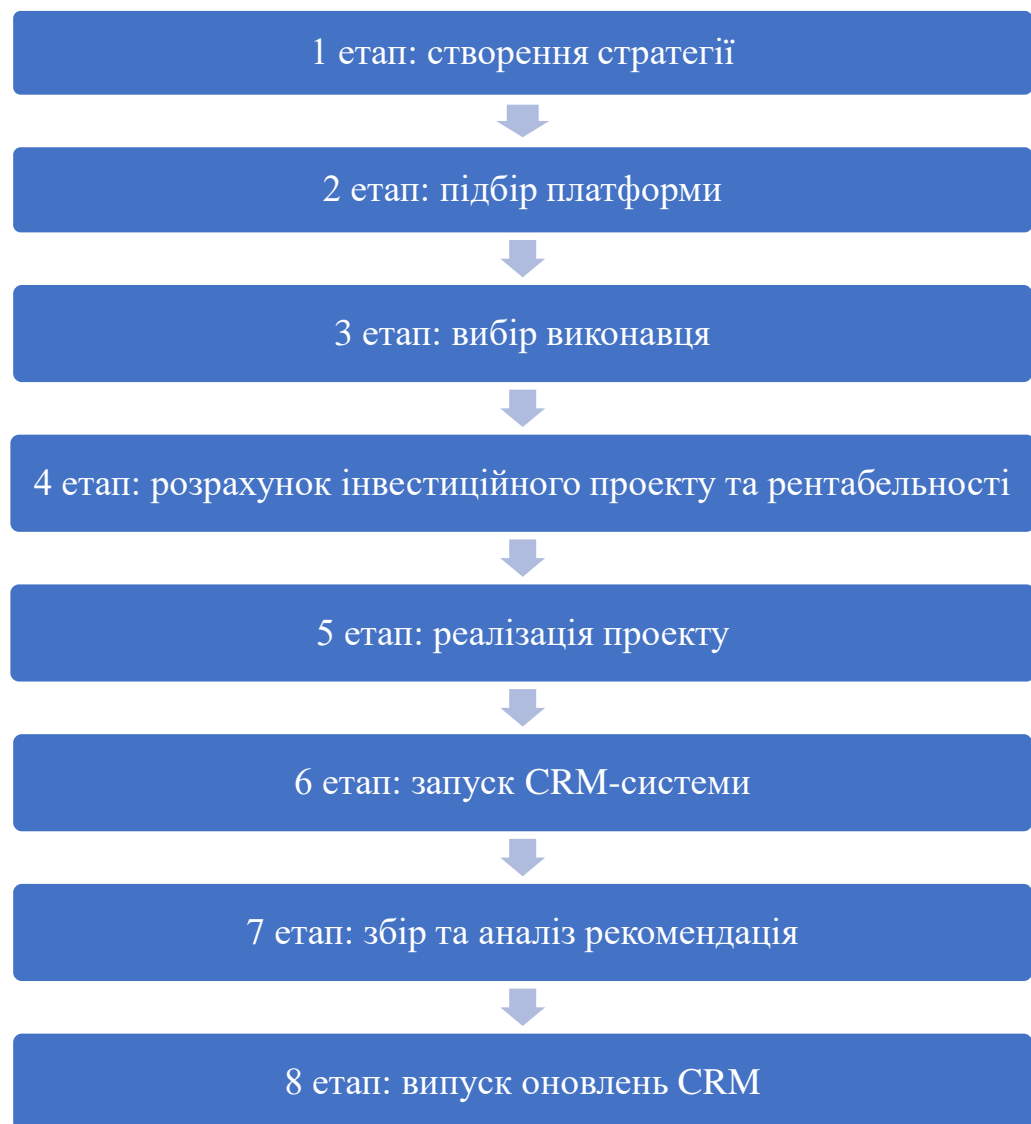 1 етап: створення стратегії
2 етап: підбір платформи
3 етап: вибір виконавця
4 етап: розрахунок інвестиційного проекту та рентабельності
5 етап: реалізація проекту
6 етап: запуск CRM-системи
7 етап: збір та аналіз рекомендація
8 етап: випуск оновлень CRM